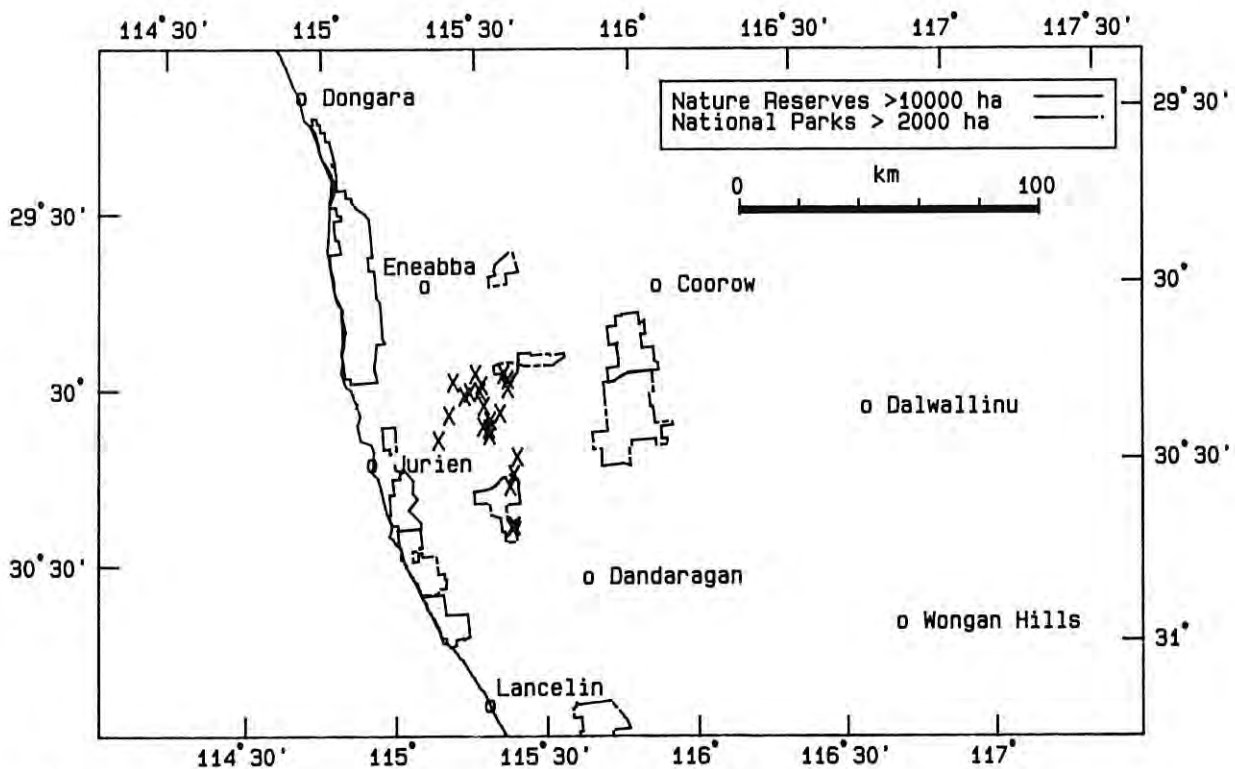 114°30' 115° 115°30' 116° 117° 117°30'
Dongara
Nature Reserves >10000 ha
National Parks > 2000 ha
29°30'
km
0 100
29°30'
Eneabba
Coorow
30°
30'
Dalwallinu
Jurien
30°30'
30°30'
Dandaragan
Wongan Hills
31°
Lancelin
114°30' 115° 115°30' 116° 116°30' 117°